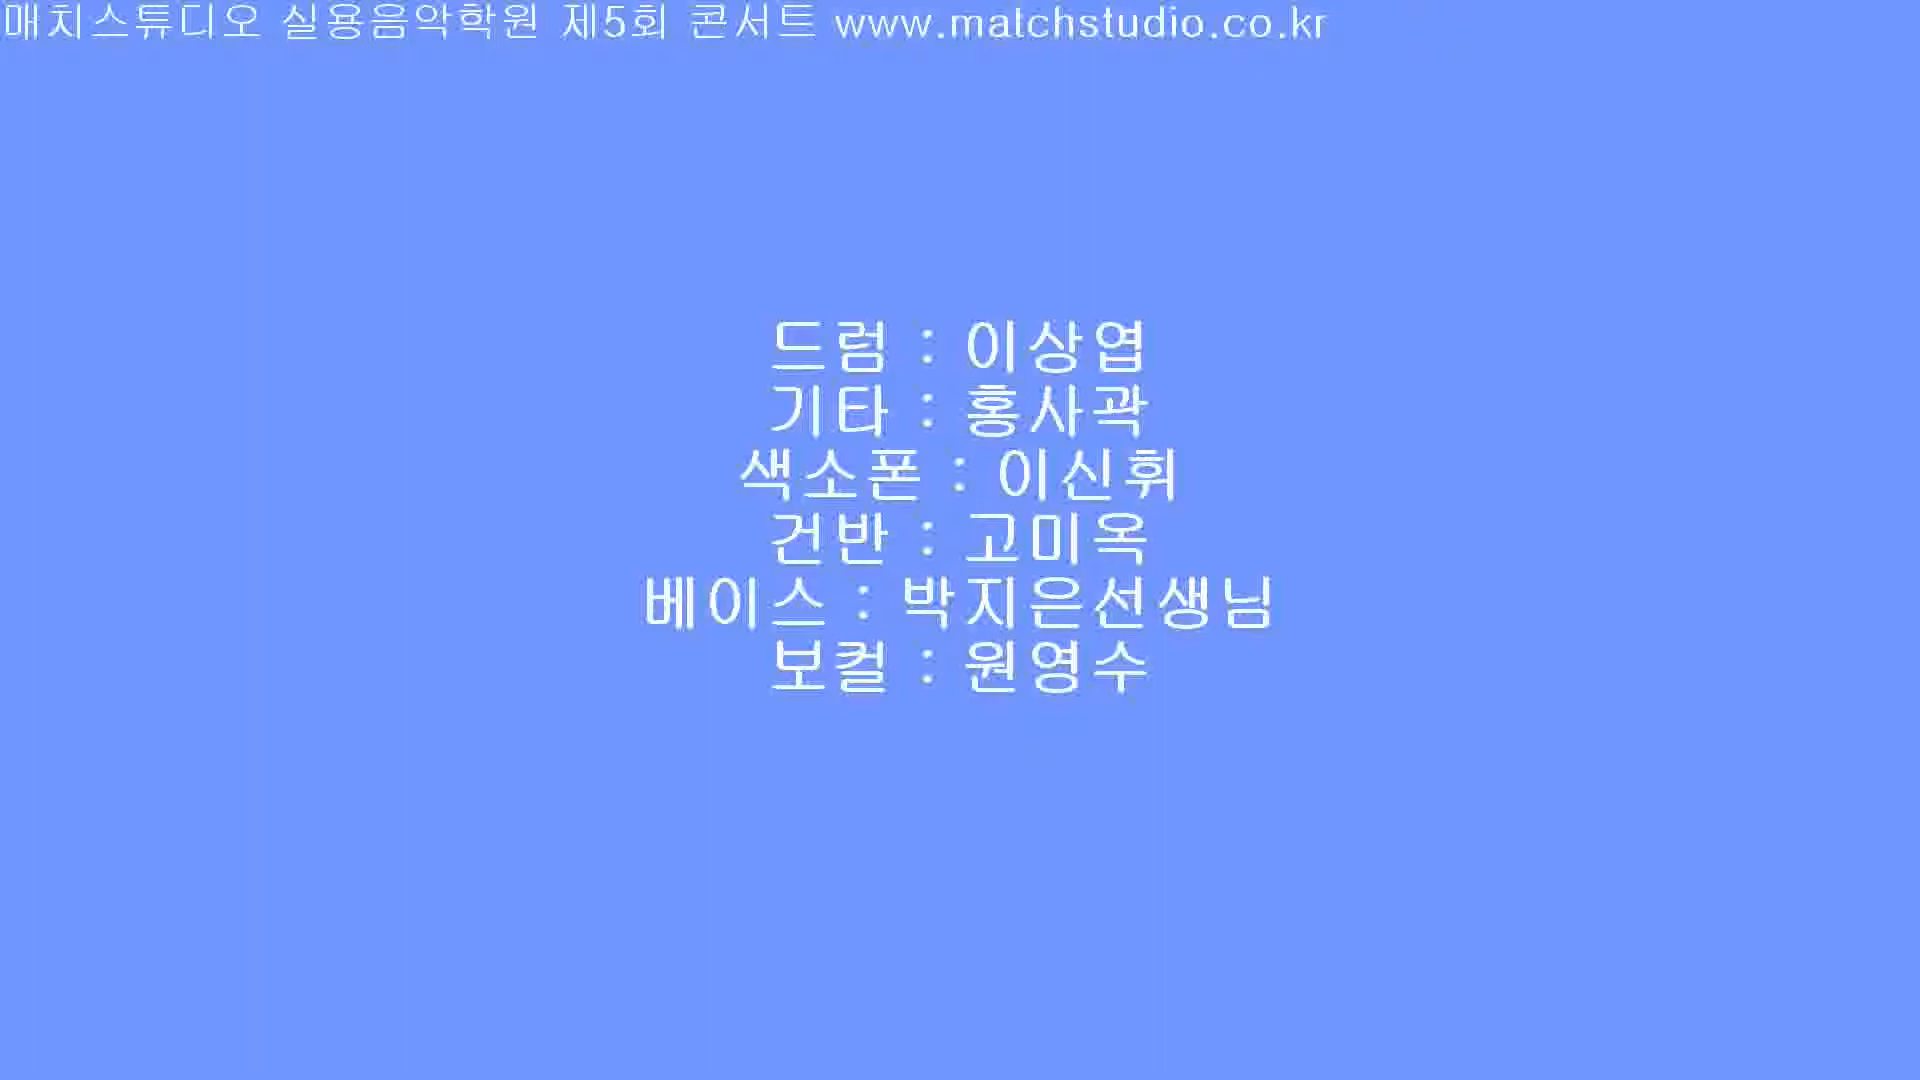 매치스튜디오 실용음악학원 제5회 콘서트 www.matchstudio.co.kr
드럼 : 이상엽
기타 : 홍사곽
색소폰 : 이신휘
건반 : 고미옥
베이스 : 박지은선생님
보컬 : 원영수